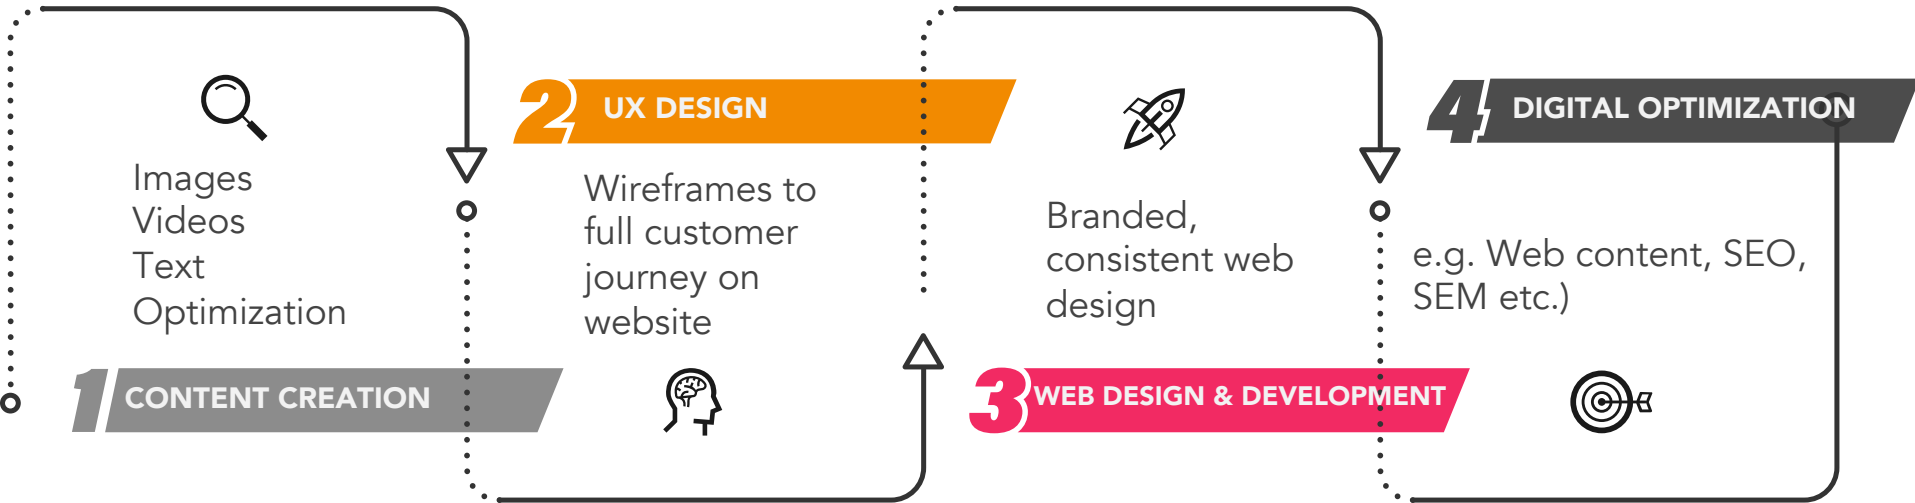 Images
Videos
Text
Optimization
1 CONTENT CREATION
2 UX DESIGN
Wireframes to
full customer
journey on
website
Branded,
consistent web
design
3 WEB DESIGN & DEVELOPMENT
4 DIGITAL OPTIMIZATION
e.g. Web content, SEO,
SEM etc.)